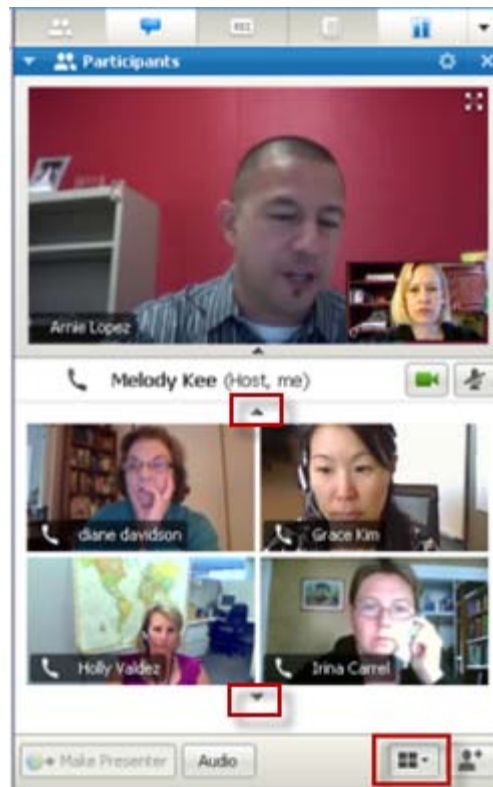 Participants
Arnie Lopez
Melody Kee (Host, me)
diane davidson
Grace Kim
Holly Valdez
Irina Carrel
Make Presenter
Audio